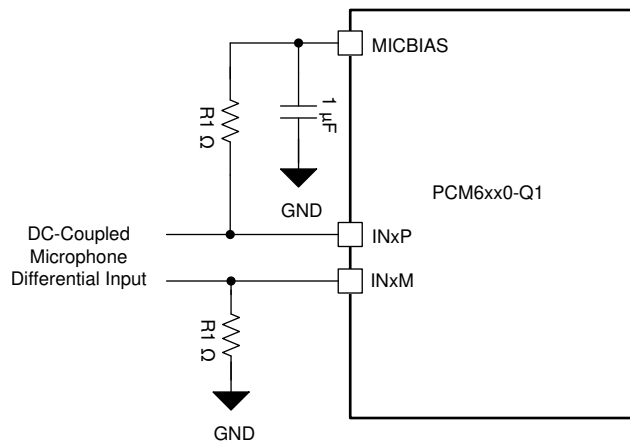 MICBIAS
R1 Ω
1
µF
GND
PCM6xx0-Q1
DC-Coupled
Microphone
Differential Input
INxP
INxM
R1 Ω
GND